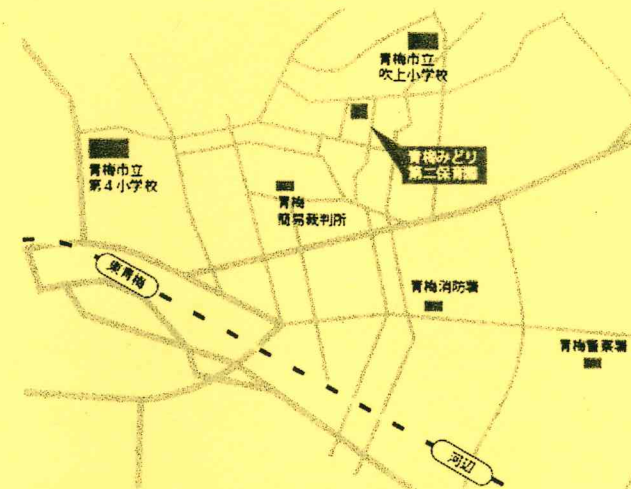 青梅市立
吹上小学校
青梅みどり
第二保育園
青梅市立
第4小学校
青梅
簡易裁判所
東青梅
青梅消防署
青梅警察署
河辺